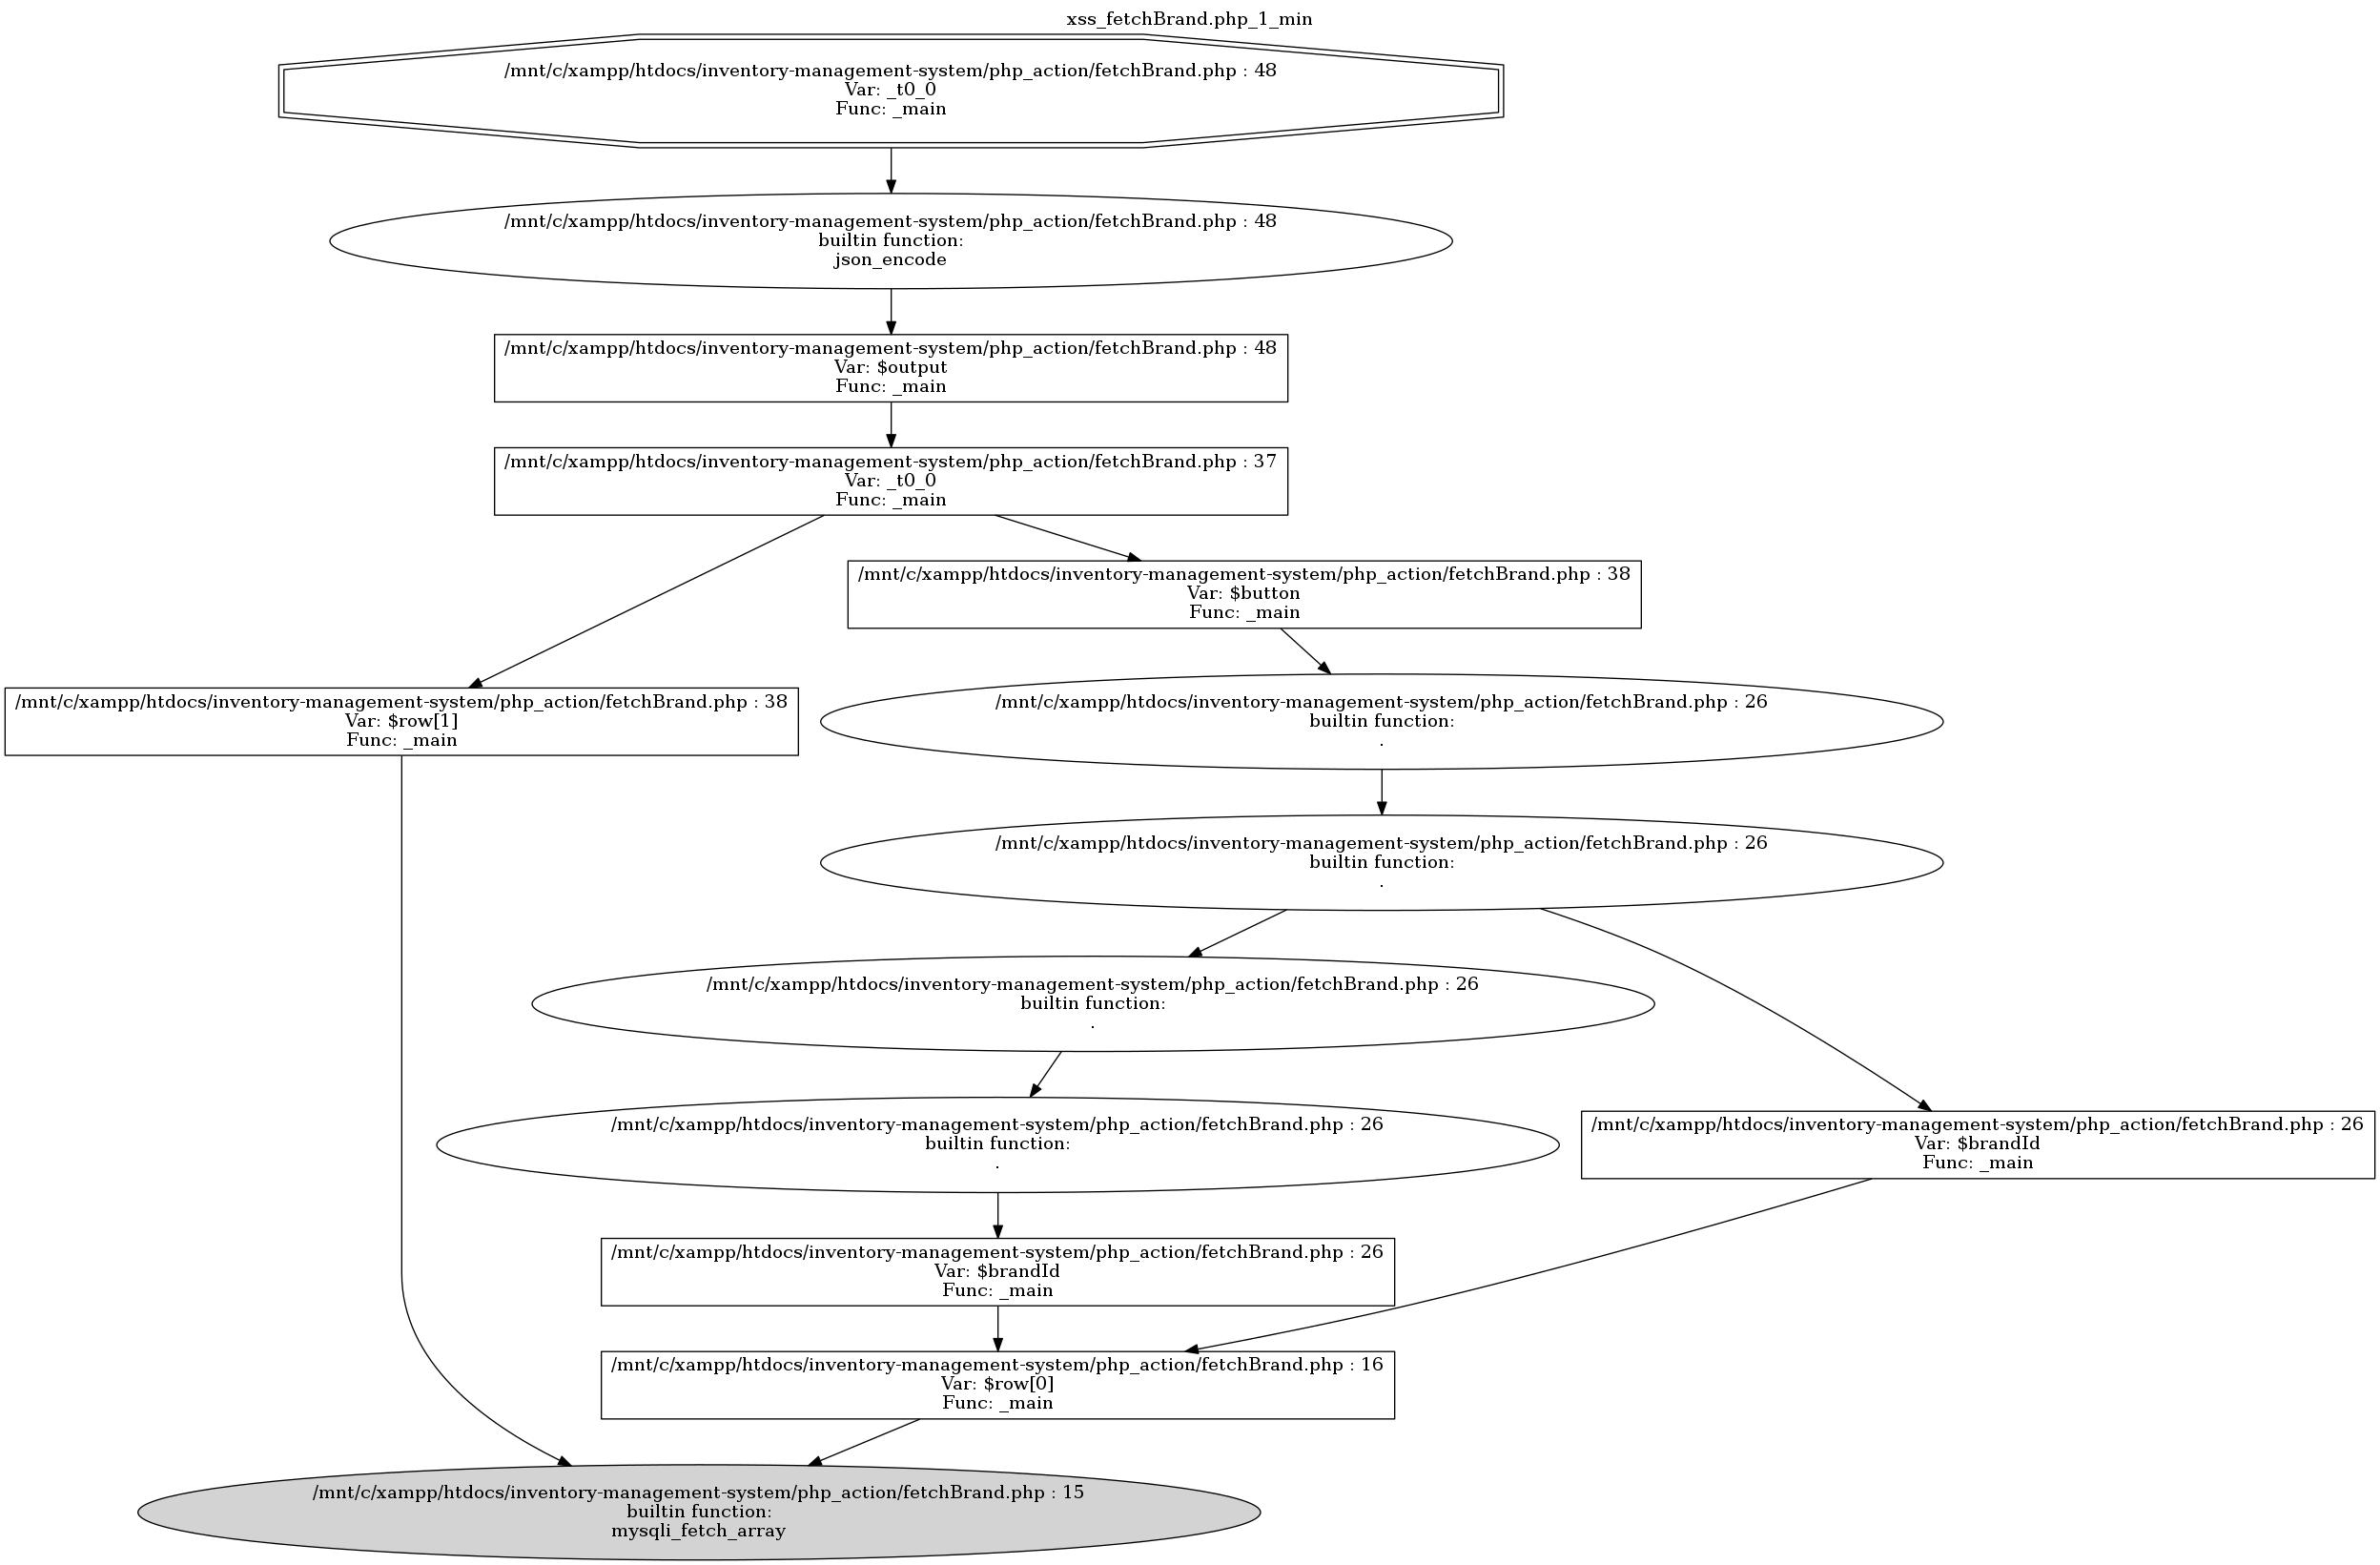 xss_fetchBrand.php_1_min
/mnt/c/xampp/htdocs/inventory-management-system/php_action/fetchBrand.php : 48
Var: _t0_0
Func: _main
/mnt/c/xampp/htdocs/inventory-management-system/php_action/fetchBrand.php : 48
builtin function:
json_encode
/mnt/c/xampp/htdocs/inventory-management-system/php_action/fetchBrand.php : 48
Var: $output
Func: _main
/mnt/c/xampp/htdocs/inventory-management-system/php_action/fetchBrand.php : 37
Var: _t0_0
Func: _main
/mnt/c/xampp/htdocs/inventory-management-system/php_action/fetchBrand.php : 38
Var: $button
Func: _main
/mnt/c/xampp/htdocs/inventory-management-system/php_action/fetchBrand.php : 38
Var: $row[1]
Func: _main
/mnt/c/xampp/htdocs/inventory-management-system/php_action/fetchBrand.php : 26
builtin function:
.
/mnt/c/xampp/htdocs/inventory-management-system/php_action/fetchBrand.php : 26
builtin function:
.
/mnt/c/xampp/htdocs/inventory-management-system/php_action/fetchBrand.php : 26
builtin function:
.
/mnt/c/xampp/htdocs/inventory-management-system/php_action/fetchBrand.php : 26
builtin function:
.
/mnt/c/xampp/htdocs/inventory-management-system/php_action/fetchBrand.php : 26
Var: $brandId
Func: _main
/mnt/c/xampp/htdocs/inventory-management-system/php_action/fetchBrand.php : 26
Var: $brandId
Func: _main
/mnt/c/xampp/htdocs/inventory-management-system/php_action/fetchBrand.php : 16
Var: $row[0]
Func: _main
/mnt/c/xampp/htdocs/inventory-management-system/php_action/fetchBrand.php : 15
builtin function:
mysqli_fetch_array